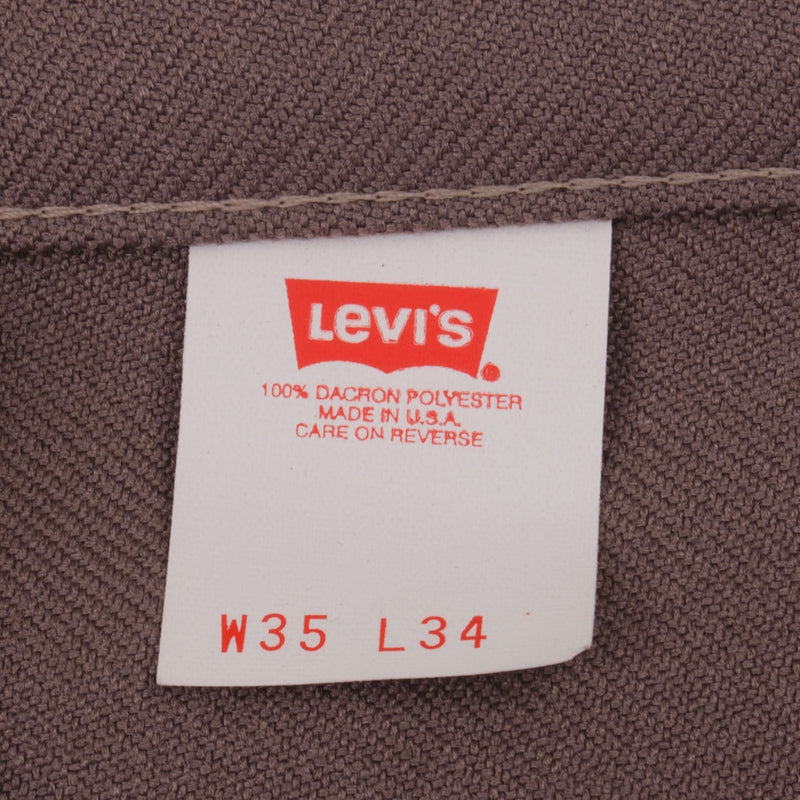 Levi's®
100% DACRON POLYESTER
MADE IN U.S.A.
CARE ON REVERSE
W35 L34